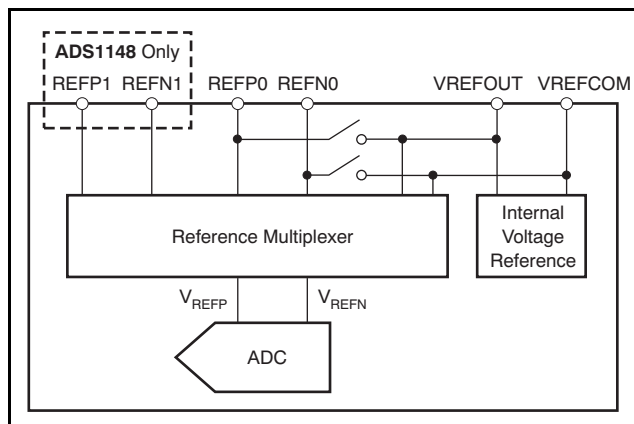 ADS1148 Only
REFP1 REFN1 REFP0 REFN0 VREFOUT VREFCOM
Reference Multiplexer
Internal
Voltage
Reference
VREFP VREFN
ADC